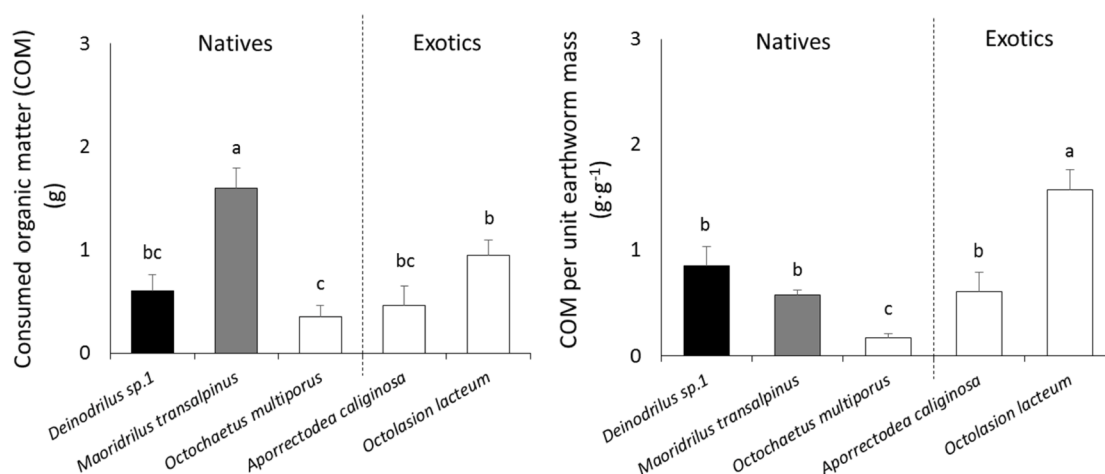 Consumed organic matter (COM)
(g)
3
2
1
0
Natives
Exotics
bc
a
c
bc
b
Deinodrilus sp.1
Maoridrilus transalpinus
Octochaetus multiporus
Aporrectodea caliginosa
Octolasion lacteum
COM per unit earthworm mass
(g·g⁻¹)
3
2
1
0
Natives
Exotics
b
b
c
b
a
Deinodrilus sp.1
Maoridrilus transalpinus
Octochaetus multiporus
Aporrectodea caliginosa
Octolasion lacteum